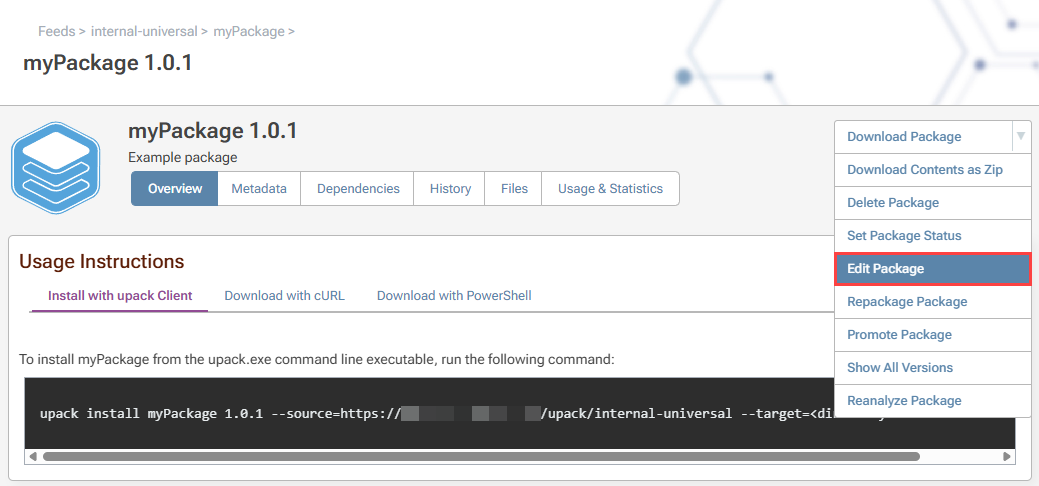 Feeds > internal-universal > myPackage >
myPackage 1.0.1
myPackage 1.0.1
Example package
Overview Metadata Dependencies History Files Usage & Statistics
Download Package
Download Contents as Zip
Delete Package
Set Package Status
Edit Package
Repackage Package
Promote Package
Show All Versions
Reanalyze Package
Usage Instructions
Install with upack Client Download with cURL Download with PowerShell
To install myPackage from the upack.exe command line executable, run the following command:
upack install myPackage 1.0.1 --source=https:// /upack/internal-universal --target=